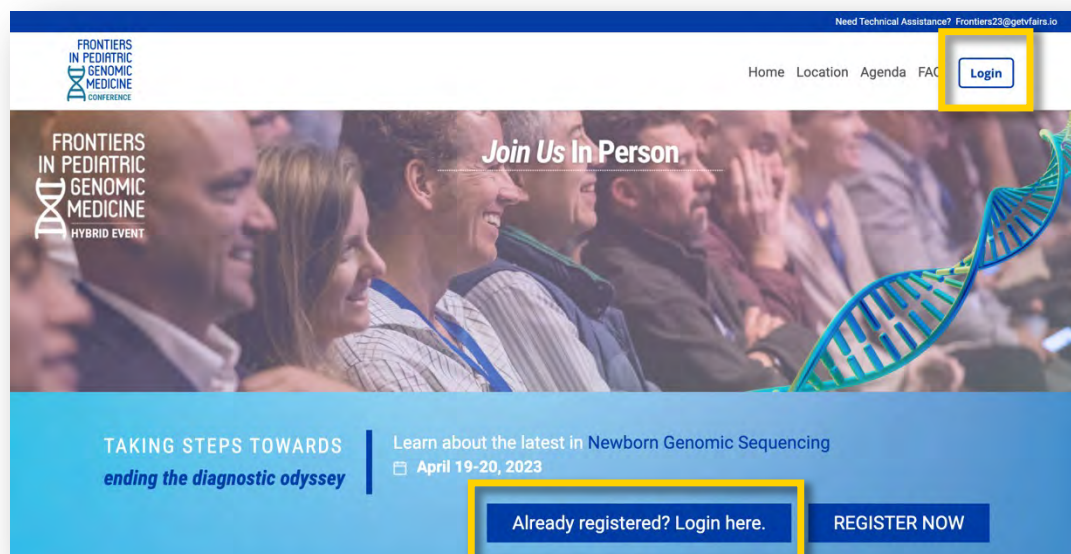 Need Technical Assistance? Frontiers23@getvfairs.io
FRONTIERS
IN PEDIATRIC
GENOMIC
MEDICINE
CONFERENCE
Home Location Agenda FAQ Login
FRONTIERS
IN PEDIATRIC
GENOMIC
MEDICINE
HYBRID EVENT
Join Us In Person
TAKING STEPS TOWARDS
ending the diagnostic odyssey
Learn about the latest in Newborn Genomic Sequencing
April 19-20, 2023
Already registered? Login here. REGISTER NOW